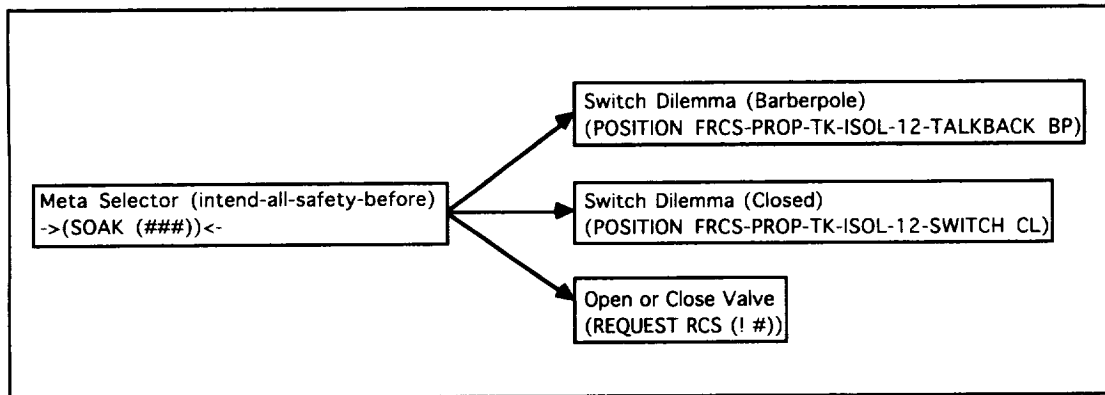 Switch Dilemma (Barberpole)
(POSITION FRCS-PROP-TK-ISOL-12-TALKBACK BP)
Meta Selector (intend-all-safety-before)
->(SOAK (###))<-
Switch Dilemma (Closed)
(POSITION FRCS-PROP-TK-ISOL-12-SWITCH CL)
Open or Close Valve
(REQUEST RCS (! #))